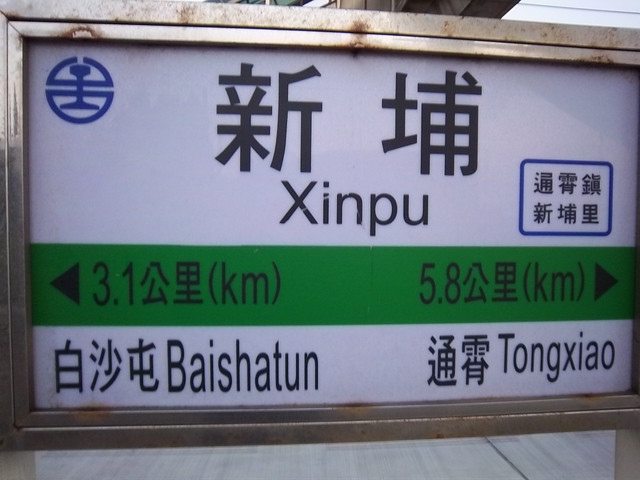 新埔
Xinpu
通霄鎮
新埔里
3.1公里(km)
5.8公里(km)
白沙屯 Baishatun
通霄 Tongxiao